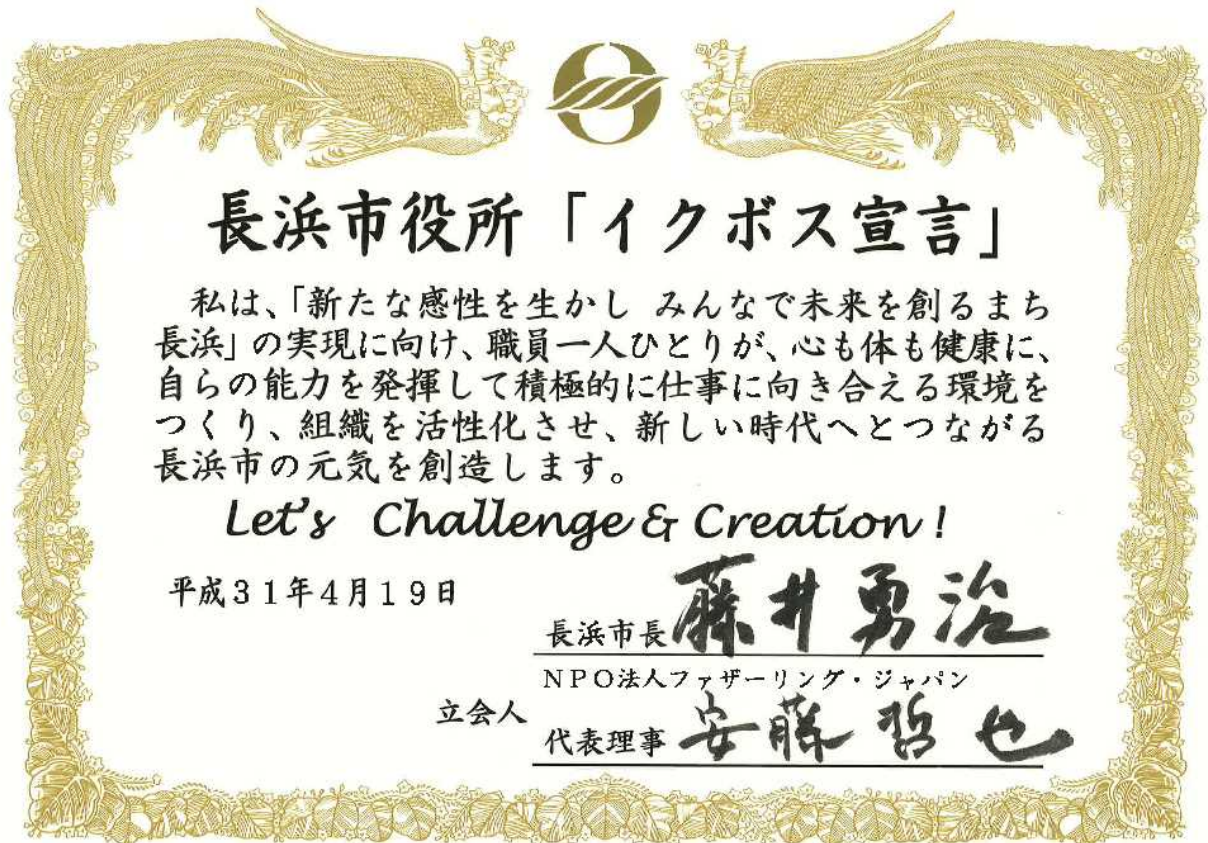 長浜市役所「イクボス宣言」
私は、「新たな感性を生かし みんなで未来を創るまち
長浜」の実現に向け、職員一人ひとりが、心も体も健康に、
自らの能力を発揮して積極的に仕事に向き合える環境を
つくり、組織を活性化させ、新しい時代へとつながる
長浜市の元気を創造します。
Let's Challenge & Creation!
平成31年4月19日
長浜市長 藤井勇治
NPO法人ファザーリング・ジャパン
立会人
代表理事 安藤哲也